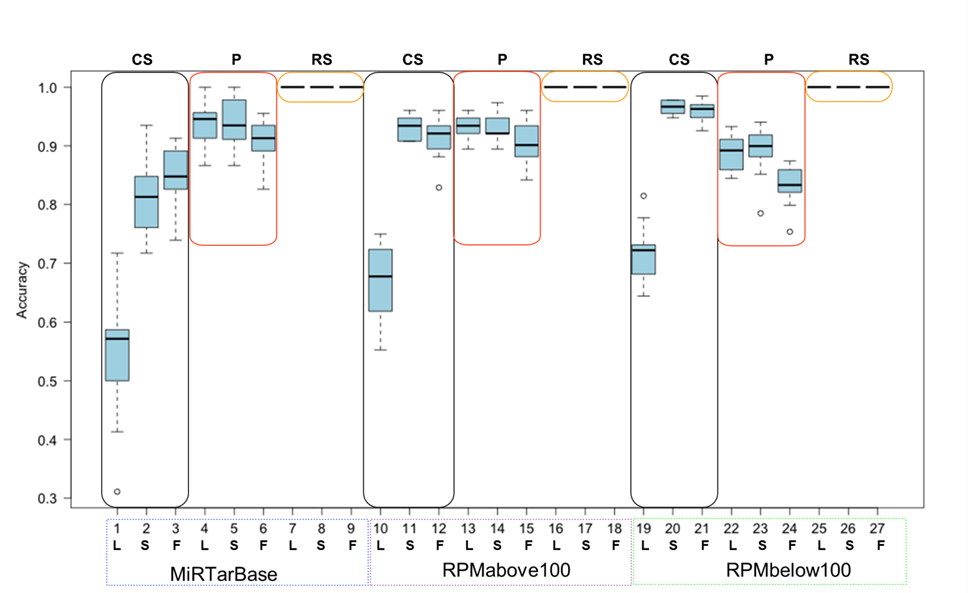 CS P RS CS P RS CS P RS
1.0
0.9
0.8
0.7
0.6
0.5
0.4
0.3
Accuracy
1 2 3 4 5 6 7 8 9 10 11 12 13 14 15 16 17 18 19 20 21 22 23 24 25 26 27
L S F L S F L S F L S F L S F L S F L S F L S F L S F
MiRTarBase RPMabove100 RPMbelow100